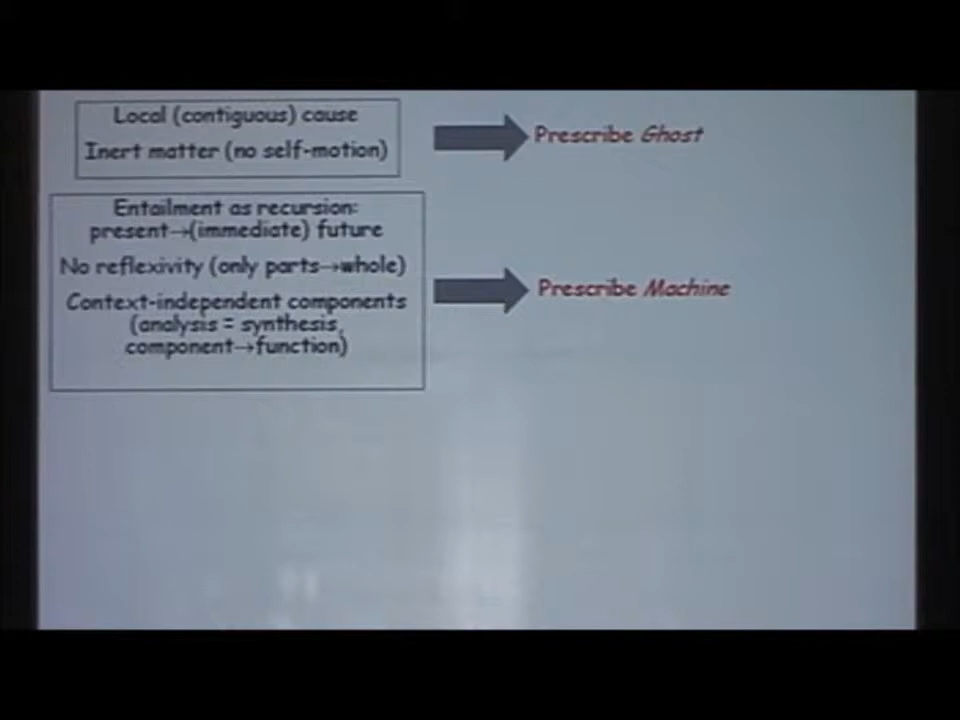 Local (contiguous) cause
Inert matter (no self-motion)
Prescribe Ghost
Entailment as recursion:
present→(immediate) future
No reflexivity (only parts→whole)
Context-independent components
(analysis = synthesis,
component→function)
Prescribe Machine